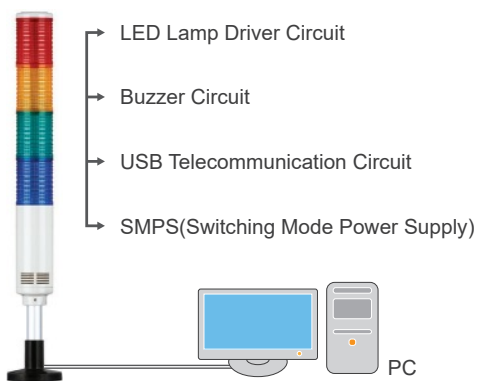 LED Lamp Driver Circuit
Buzzer Circuit
USB Telecommunication Circuit
SMPS(Switching Mode Power Supply)
PC